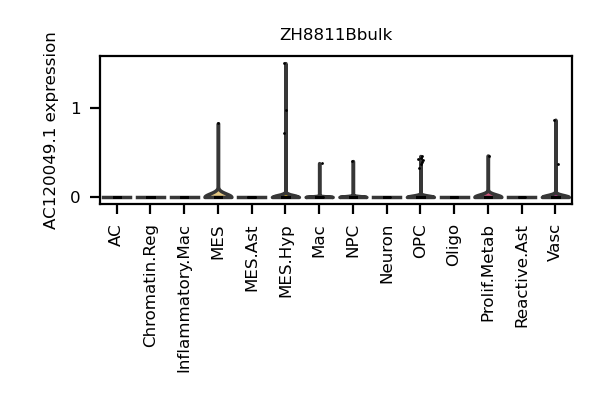 ZH8811Bbulk
AC120049.1 expression
1
0
AC
Chromatin.Reg
Inflammatory.Mac
MES
MES.Ast
MES.Hyp
Mac
NPC
Neuron
OPC
Oligo
Prolif.Metab
Reactive.Ast
Vasc